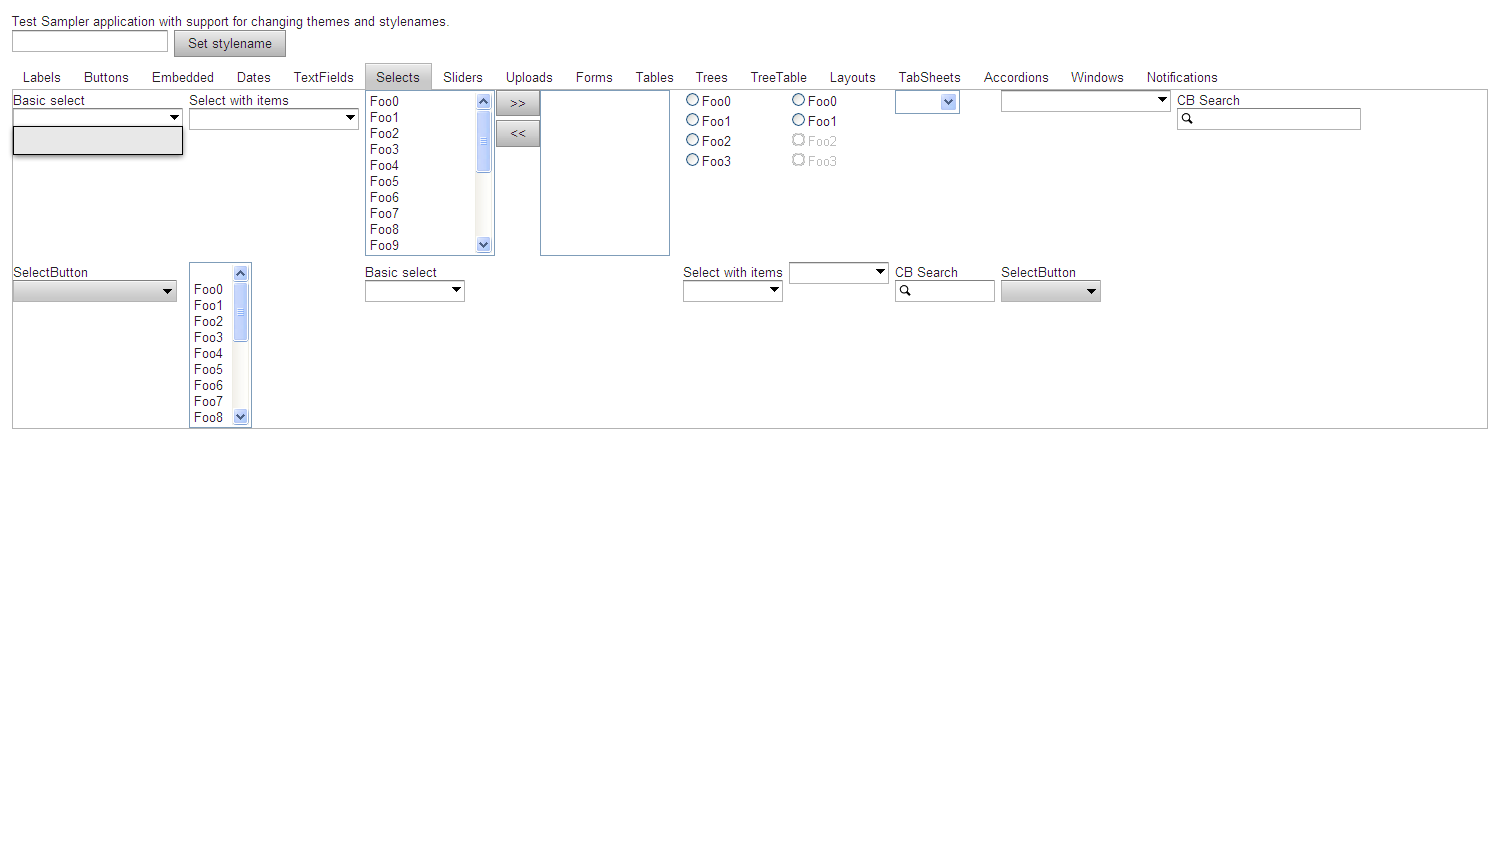 Test Sampler application with support for changing themes and stylenames.
Set stylename
Labels Buttons Embedded Dates TextFields Selects Sliders Uploads Forms Tables Trees TreeTable Layouts TabSheets Accordions Windows Notifications
Basic select
Select with items
Foo0
Foo1
Foo2
Foo3
Foo4
Foo5
Foo6
Foo7
Foo8
Foo9
>>
<<
Foo0
Foo1
Foo2
Foo3
Foo0
Foo1
Foo2
Foo3
CB Search
SelectButton
Foo0
Foo1
Foo2
Foo3
Foo4
Foo5
Foo6
Foo7
Foo8
Basic select
Select with items
CB Search
SelectButton